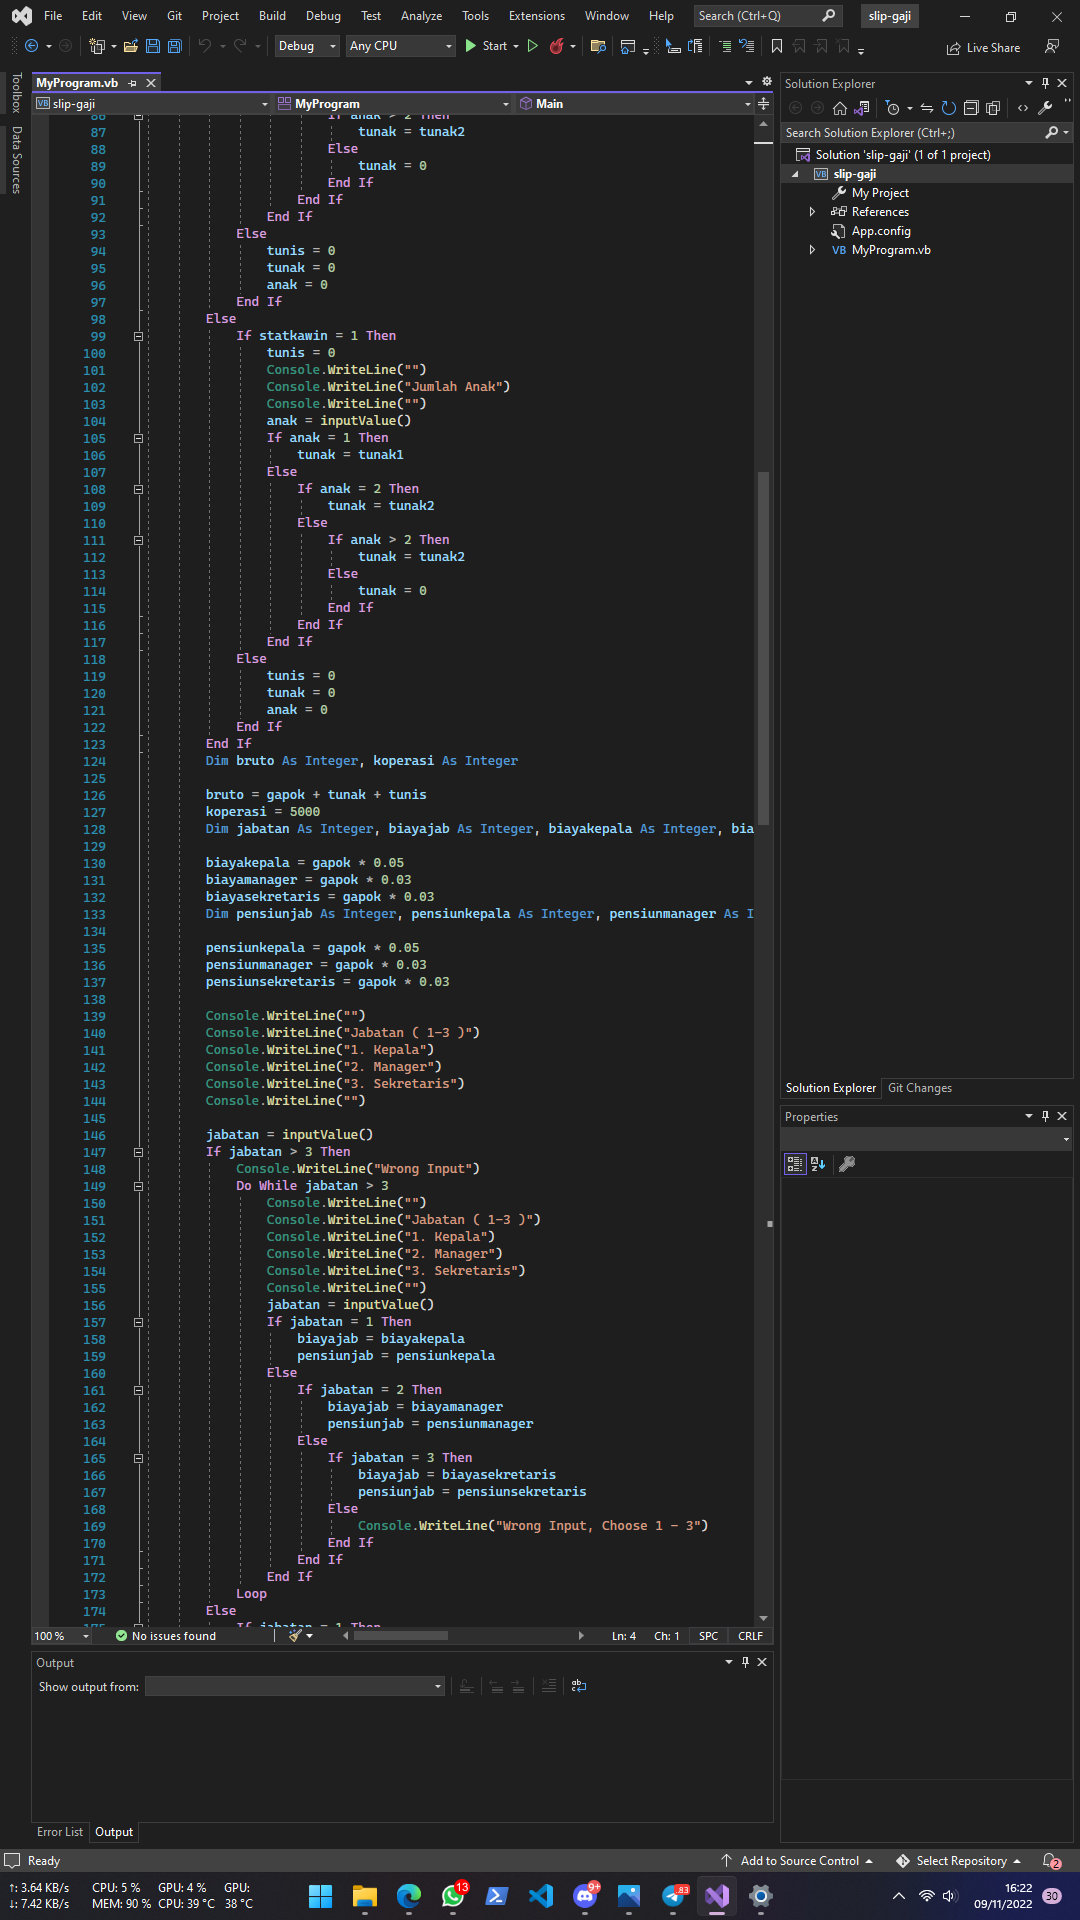 File Edit View Git Project Build Debug Test Analyze Tools Extensions Window Help Search (Ctrl+Q) slip-gaji
Debug Any CPU Start Live Share
Toolbox
Data Sources
MyProgram.vb
slip-gaji MyProgram Main
86 If anak > 2 Then
87 tunak = tunak2
88 Else
89 tunak = 0
90 End If
91 End If
92 End If
93 Else
94 tunis = 0
95 tunak = 0
96 anak = 0
97 End If
98 Else
99 If statkawin = 1 Then
100 tunis = 0
101 Console.WriteLine("")
102 Console.WriteLine("Jumlah Anak")
103 Console.WriteLine("")
104 anak = inputValue()
105 If anak = 1 Then
106 tunak = tunak1
107 Else
108 If anak = 2 Then
109 tunak = tunak2
110 Else
111 If anak > 2 Then
112 tunak = tunak2
113 Else
114 tunak = 0
115 End If
116 End If
117 End If
118 Else
119 tunis = 0
120 tunak = 0
121 anak = 0
122 End If
123 End If
124 Dim bruto As Integer, koperasi As Integer
125
126 bruto = gapok + tunak + tunis
127 koperasi = 5000
128 Dim jabatan As Integer, biayajab As Integer, biayakepala As Integer, bia
129
130 biayakepala = gapok * 0.05
131 biayamanager = gapok * 0.03
132 biayasekretaris = gapok * 0.03
133 Dim pensiunjab As Integer, pensiunkepala As Integer, pensiunmanager As I
134
135 pensiunkepala = gapok * 0.05
136 pensiunmanager = gapok * 0.03
137 pensiunsekretaris = gapok * 0.03
138
139 Console.WriteLine("")
140 Console.WriteLine("Jabatan ( 1-3 )")
141 Console.WriteLine("1. Kepala")
142 Console.WriteLine("2. Manager")
143 Console.WriteLine("3. Sekretaris")
144 Console.WriteLine("")
145
146 jabatan = inputValue()
147 If jabatan > 3 Then
148 Console.WriteLine("Wrong Input")
149 Do While jabatan > 3
150 Console.WriteLine("")
151 Console.WriteLine("Jabatan ( 1-3 )")
152 Console.WriteLine("1. Kepala")
153 Console.WriteLine("2. Manager")
154 Console.WriteLine("3. Sekretaris")
155 Console.WriteLine("")
156 jabatan = inputValue()
157 If jabatan = 1 Then
158 biayajab = biayakepala
159 pensiunjab = pensiunkepala
160 Else
161 If jabatan = 2 Then
162 biayajab = biayamanager
163 pensiunjab = pensiunmanager
164 Else
165 If jabatan = 3 Then
166 biayajab = biayasekretaris
167 pensiunjab = pensiunsekretaris
168 Else
169 Console.WriteLine("Wrong Input, Choose 1 - 3")
170 End If
171 End If
172 End If
173 Loop
174 Else
175 If jabatan = 1 Then
100 % No issues found Ln: 4 Ch: 1 SPC CRLF
Output
Show output from:
Error List Output
Solution Explorer
Search Solution Explorer (Ctrl+;)
Solution 'slip-gaji' (1 of 1 project)
VB slip-gaji
My Project
References
App.config
VB MyProgram.vb
Solution Explorer Git Changes
Properties
Ready Add to Source Control Select Repository 2
↑: 3.64 KB/s CPU: 5 % GPU: 4 % GPU:
↓: 7.42 KB/s MEM: 90 % CPU: 39 °C 38 °C
13 9+ 83
16:22
09/11/2022 30